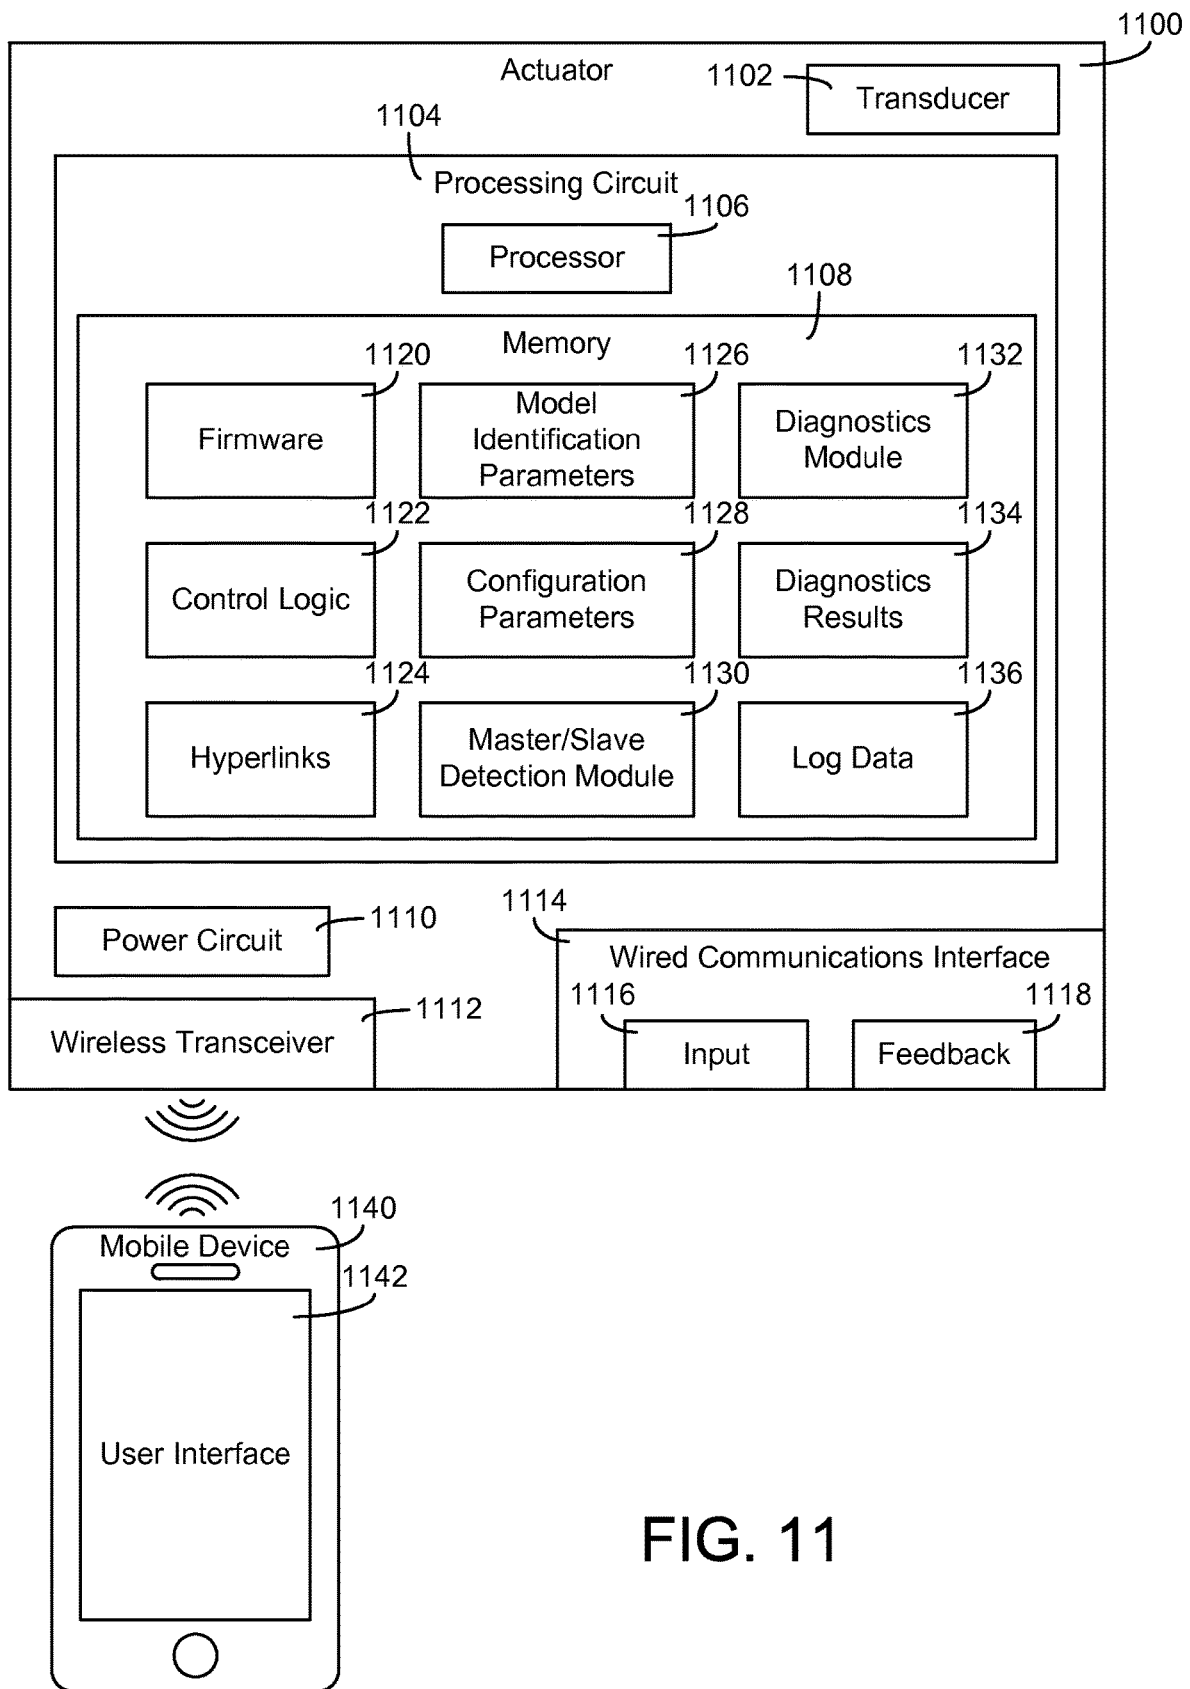 1100
Actuator
1102
Transducer
1104
Processing Circuit
1106
Processor
1108
Memory
1120
1126
1132
Firmware
Model
Identification
Parameters
Diagnostics
Module
1122
1128
1134
Control Logic
Configuration
Parameters
Diagnostics
Results
1124
1130
1136
Hyperlinks
Master/Slave
Detection Module
Log Data
1110
Power Circuit
1114
Wired Communications Interface
1112
Wireless Transceiver
1116
Input
1118
Feedback
1140
Mobile Device
1142
User Interface
FIG. 11